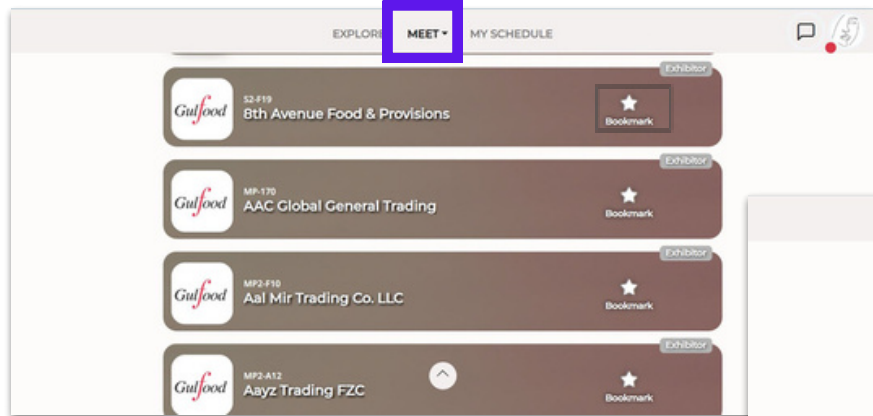 EXPLORE MEET MY SCHEDULE
Exhibitor
Gulfood
S2-F19
8th Avenue Food & Provisions
Bookmark
Exhibitor
Gulfood
MP-170
AAC Global General Trading
Bookmark
Exhibitor
Gulfood
MP2-F10
Aal Mir Trading Co. LLC
Bookmark
Exhibitor
Gulfood
MP2-A12
Aayz Trading FZC
Bookmark